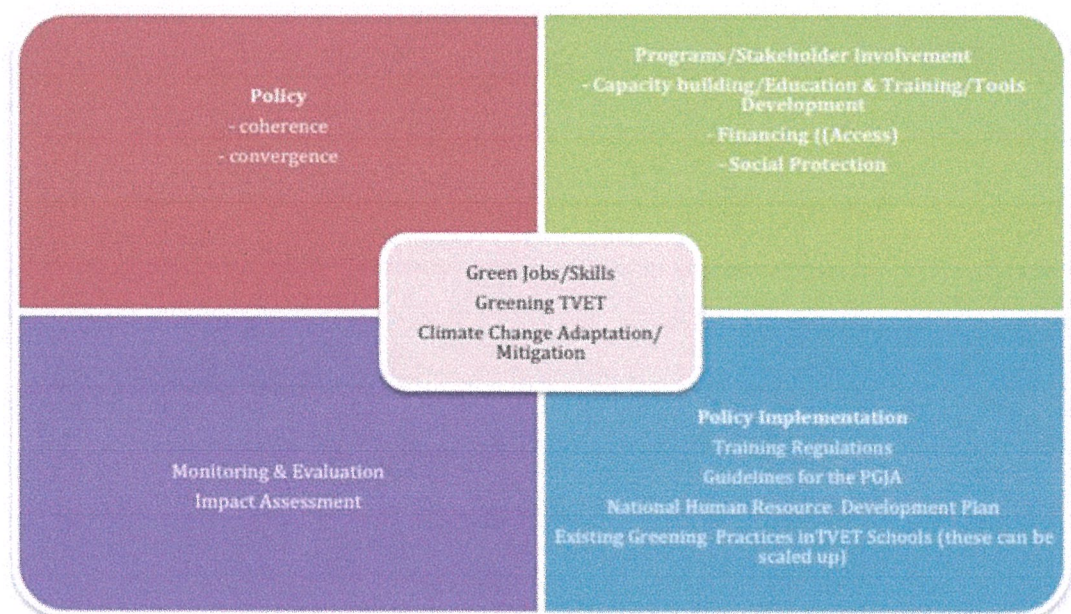 Policy
- coherence
- convergence
Programs/Stakeholder Involvement
- Capacity building/Education & Training/Tools
Development
- Financing ((Access)
- Social Protection
Green Jobs/Skills
Greening TVET
Climate Change Adaptation/
Mitigation
Monitoring & Evaluation
Impact Assessment
Policy Implementation
Training Regulations
Guidelines for the PGJA
National Human Resource Development Plan
Existing Greening Practices inTVET Schools (these can be
scaled up)